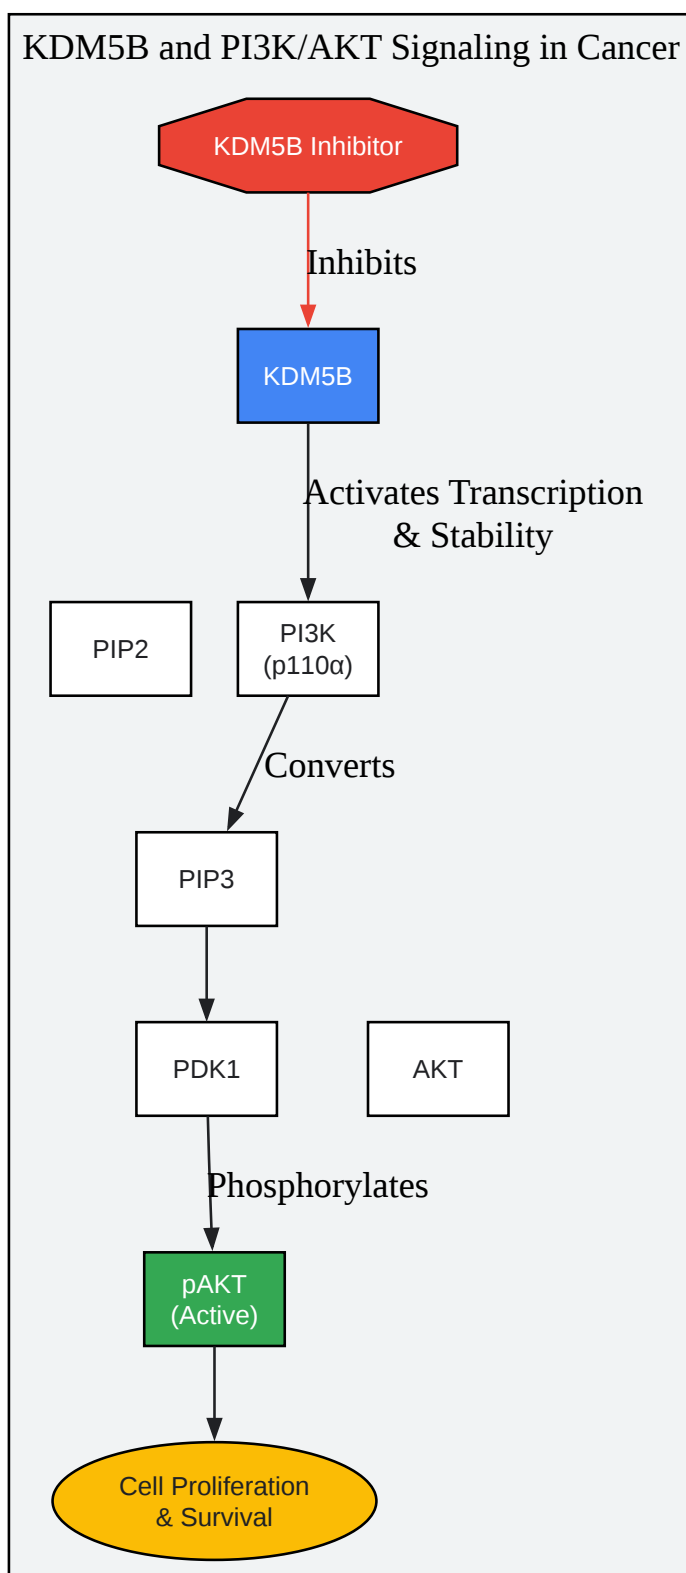 KDM5B and PI3K/AKT Signaling in Cancer
KDM5B Inhibitor
Inhibits
KDM5B
Activates Transcription
& Stability
PIP2
PI3K
(p110α)
Converts
PIP3
PDK1
AKT
Phosphorylates
pAKT
(Active)
Cell Proliferation
& Survival